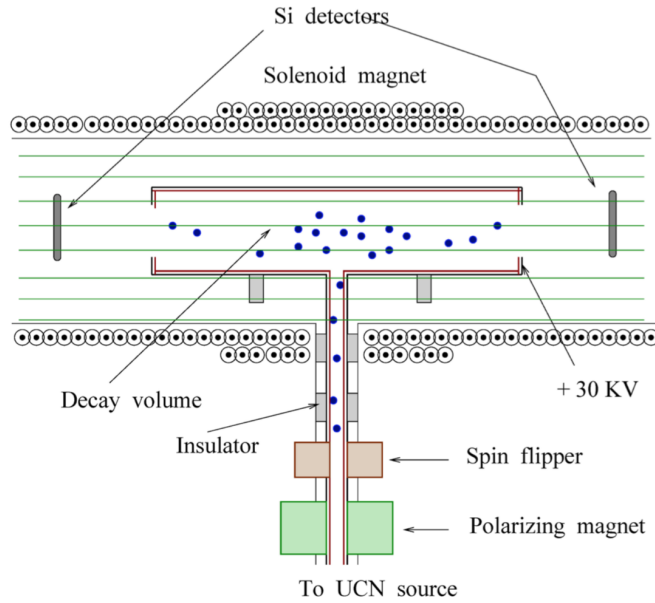 Si detectors
Solenoid magnet
Decay volume
+ 30 KV
Insulator
Spin flipper
Polarizing magnet
To UCN source